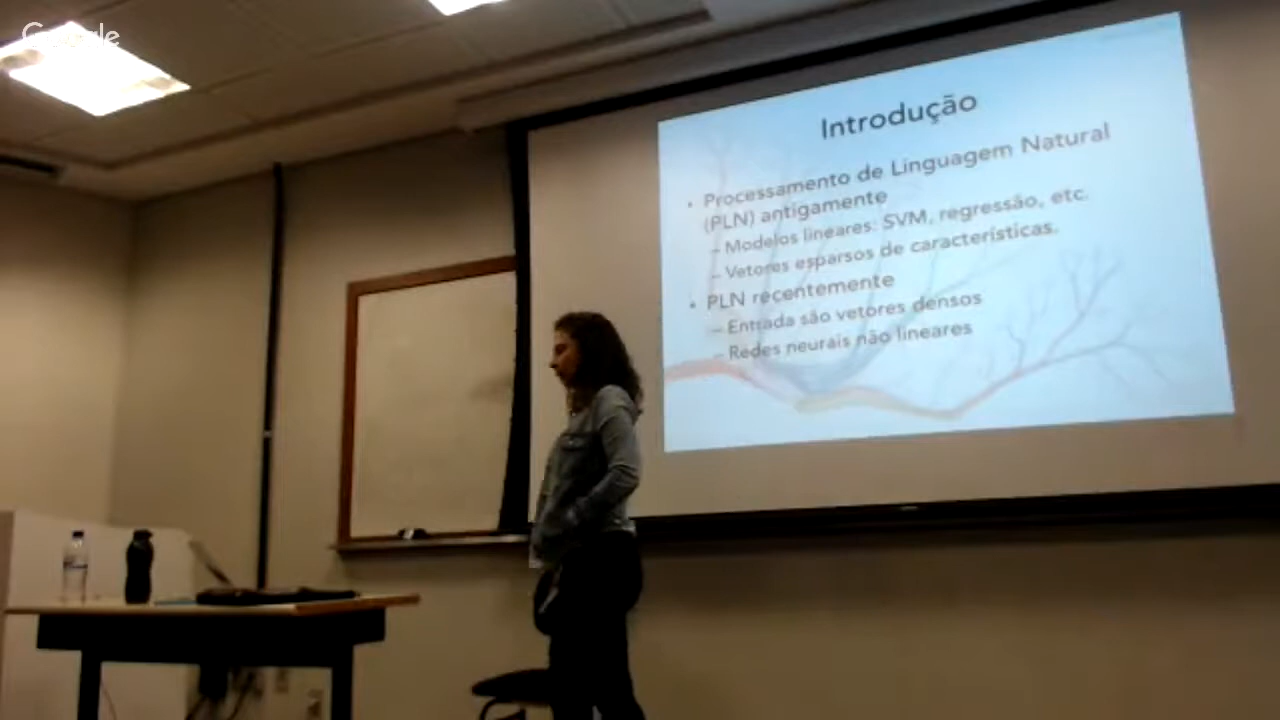 Google
Introdução
• Processamento de Linguagem Natural
(PLN) antigamente
– Modelos lineares: SVM, regressão, etc.
– Vetores esparsos de características.
• PLN recentemente
– Entrada são vetores densos
– Redes neurais não lineares